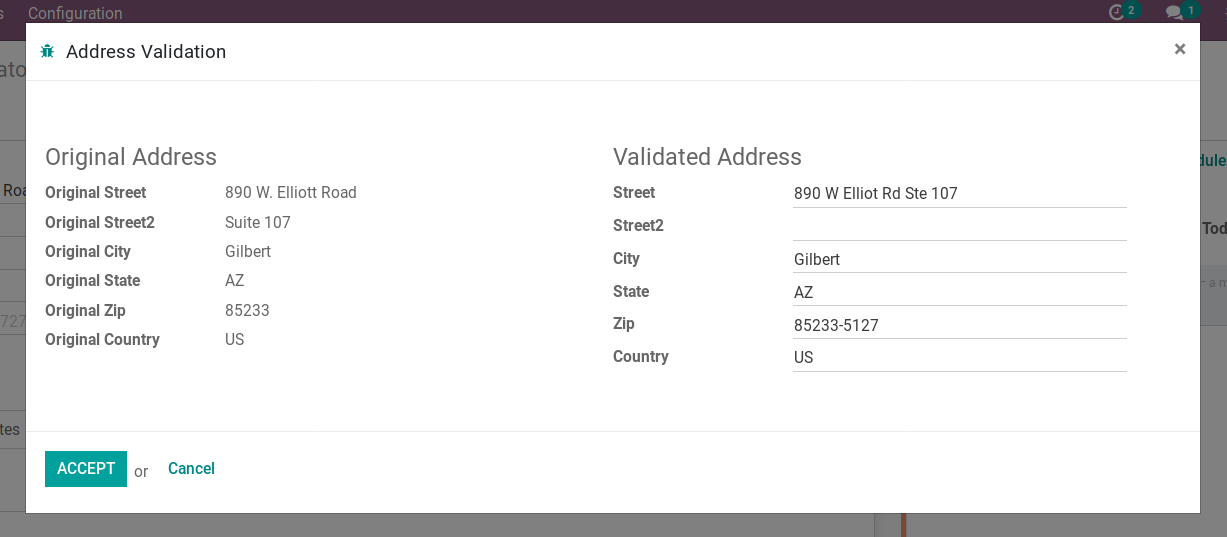 Configuration
2
1
Address Validation
×
Original Address
Original Street 890 W. Elliott Road
Original Street2 Suite 107
Original City Gilbert
Original State AZ
Original Zip 85233
Original Country US
Validated Address
Street 890 W Elliot Rd Ste 107
Street2
City Gilbert
State AZ
Zip 85233-5127
Country US
ACCEPT or Cancel
727